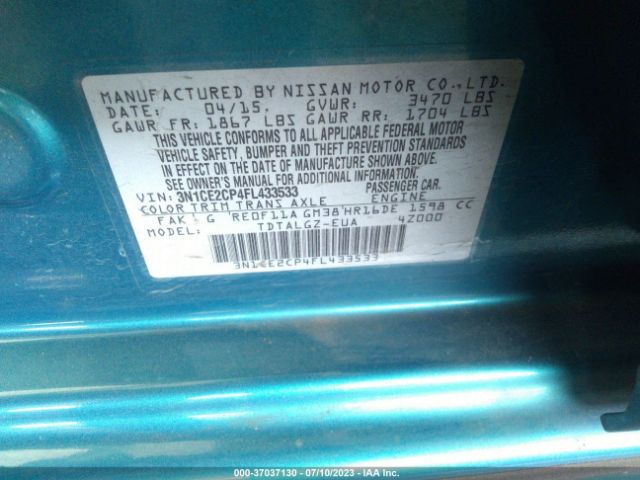 MANUFACTURED BY NISSAN MOTOR CO.,LTD.
DATE: 04/15. GVWR: 3470 LBS
GAWR FR: 1867 LBS GAWR RR: 1704 LBS
THIS VEHICLE CONFORMS TO ALL APPLICABLE FEDERAL MOTOR
VEHICLE SAFETY, BUMPER AND THEFT PREVENTION STANDARDS
IN EFFECT ON THE DATE OF MANUFACTURE SHOWN ABOVE.
SEE OWNER'S MANUAL FOR ADDITIONAL INFORMATION.
VIN: 3N1CE2CP4FL433533 PASSENGER CAR
COLOR TRIM TRANS AXLE ENGINE
FAK G RE0F11A GM38 HR16DE 1598 CC
MODEL: TDTALGZ-EUA 4Z000
3N1CE2CP4FL433533
000-37037130 - 07/10/2023 - IAA Inc.